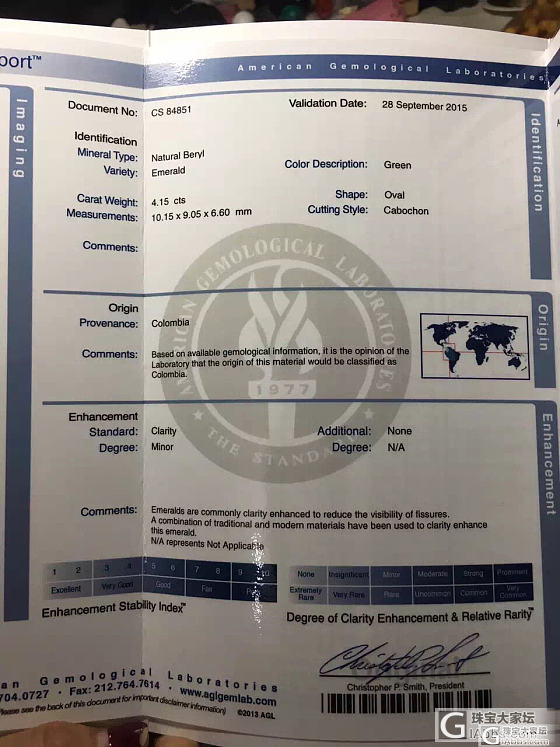 port™
American Gemological Laboratories
Imaging
Identification
Document No: CS 84851
Validation Date: 28 September 2015
Identification
Mineral Type: Natural Beryl
Variety: Emerald
Color Description: Green
Carat Weight: 4.15 cts
Shape: Oval
Measurements: 10.15 x 9.05 x 6.60 mm
Cutting Style: Cabochon
Comments:
AMERICAN GEMOLOGICAL LABORATORIES
1977
THE STANDARD
Origin
Origin
Provenance: Colombia
Comments: Based on available gemological information, it is the opinion of the
Laboratory that the origin of this material would be classified as
Colombia.
Enhancement
Enhancement
Standard: Clarity
Additional: None
Degree: Minor
Degree: N/A
Comments: Emeralds are commonly clarity enhanced to reduce the visibility of fissures.
A combination of traditional and modern materials have been used to clarity enhance
this emerald.
N/A represents Not Applicable
1 2 3 4 5 6 7 8 9 10
Excellent Very Good Good Fair Poor
Enhancement Stability Index™
None Insignificant Minor Moderate Strong Prominent
Extremely Rare Very Rare Rare Uncommon Common Very Common
Degree of Clarity Enhancement & Relative Rarity™
Christopher P. Smith, President
an Gemological Laboratories
704.0727 · Fax: 212.764.7614 · www.aglgemlab.com
Please see the back of this document for important disclaimer information)
©2013 AGL
珠宝论坛